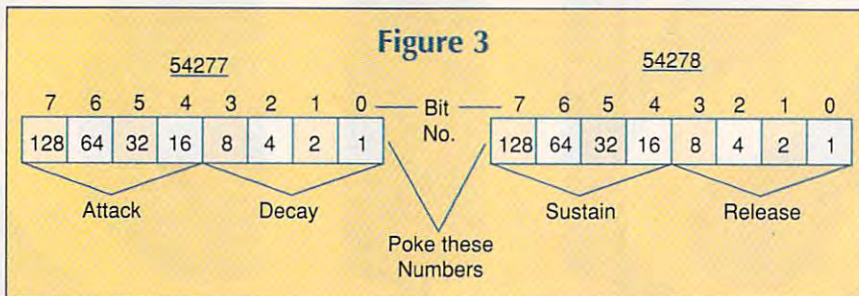 Figure 3
54277 54278
7 6 5 4 3 2 1 0 Bit No. 7 6 5 4 3 2 1 0
128 64 32 16 8 4 2 1 128 64 32 16 8 4 2 1
Attack Decay Sustain Release
Poke these
Numbers